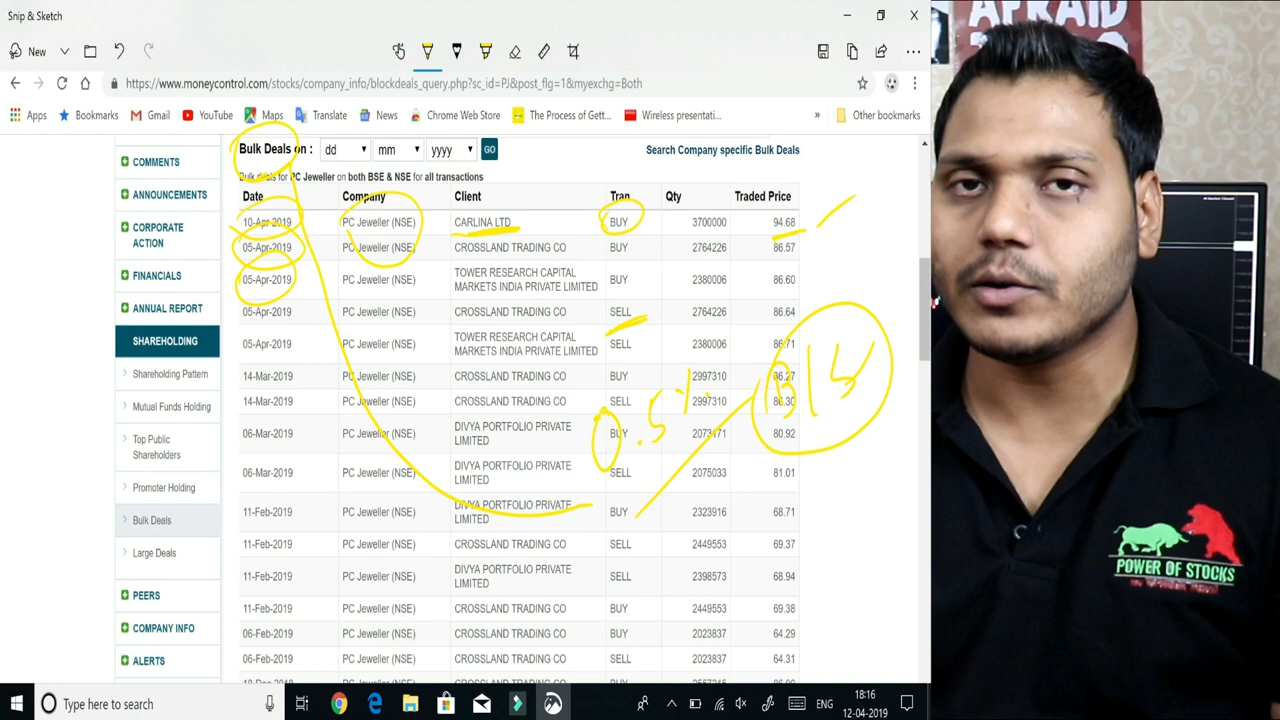 Snip & Sketch
New
https://www.moneycontrol.com/stocks/company_info/blockdeals_query.php?sc_id=PJ&post_flg=1&myexchg=Both
Apps Bookmarks Gmail YouTube Maps Translate News Chrome Web Store The Process of Gett... Wireless presentati... » Other bookmarks
AFRAID
COMMENTS
ANNOUNCEMENTS
CORPORATE
ACTION
FINANCIALS
ANNUAL REPORT
SHAREHOLDING
Shareholding Pattern
Mutual Funds Holding
Top Public
Shareholders
Promoter Holding
Bulk Deals
Large Deals
PEERS
COMPANY INFO
ALERTS
Bulk Deals on : dd mm yyyy GO Search Company specific Bulk Deals
Bulk deals for PC Jeweller on both BSE & NSE for all transactions
Date Company Client Tran Qty Traded Price
10-Apr-2019 PC Jeweller (NSE) CARLINA LTD BUY 3700000 94.68
05-Apr-2019 PC Jeweller (NSE) CROSSLAND TRADING CO BUY 2764226 86.57
05-Apr-2019 PC Jeweller (NSE) TOWER RESEARCH CAPITAL MARKETS INDIA PRIVATE LIMITED BUY 2380006 86.60
05-Apr-2019 PC Jeweller (NSE) CROSSLAND TRADING CO SELL 2764226 86.64
05-Apr-2019 PC Jeweller (NSE) TOWER RESEARCH CAPITAL MARKETS INDIA PRIVATE LIMITED SELL 2380006 86.71
14-Mar-2019 PC Jeweller (NSE) CROSSLAND TRADING CO BUY 2997310 86.27
14-Mar-2019 PC Jeweller (NSE) CROSSLAND TRADING CO SELL 2997310 86.30
06-Mar-2019 PC Jeweller (NSE) DIVYA PORTFOLIO PRIVATE LIMITED BUY 2073171 80.92
06-Mar-2019 PC Jeweller (NSE) DIVYA PORTFOLIO PRIVATE LIMITED SELL 2075033 81.01
11-Feb-2019 PC Jeweller (NSE) DIVYA PORTFOLIO PRIVATE LIMITED BUY 2323916 68.71
11-Feb-2019 PC Jeweller (NSE) CROSSLAND TRADING CO SELL 2449553 69.37
11-Feb-2019 PC Jeweller (NSE) DIVYA PORTFOLIO PRIVATE LIMITED SELL 2398573 68.94
11-Feb-2019 PC Jeweller (NSE) CROSSLAND TRADING CO BUY 2449553 69.38
06-Feb-2019 PC Jeweller (NSE) CROSSLAND TRADING CO BUY 2023837 64.29
06-Feb-2019 PC Jeweller (NSE) CROSSLAND TRADING CO SELL 2023837 64.31
0.5%
B/S
POWER OF STOCKS
Type here to search
ENG
18:16
12-04-2019